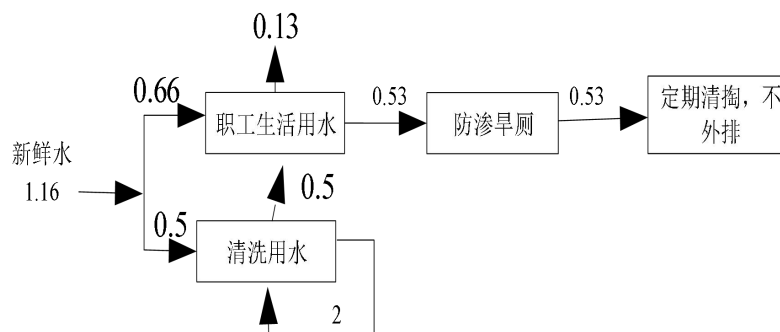 0.13
0.66
职工生活用水
0.53
防渗旱厕
0.53
定期清掏，不
外排
新鲜水
1.16
0.5
0.5
清洗用水
2